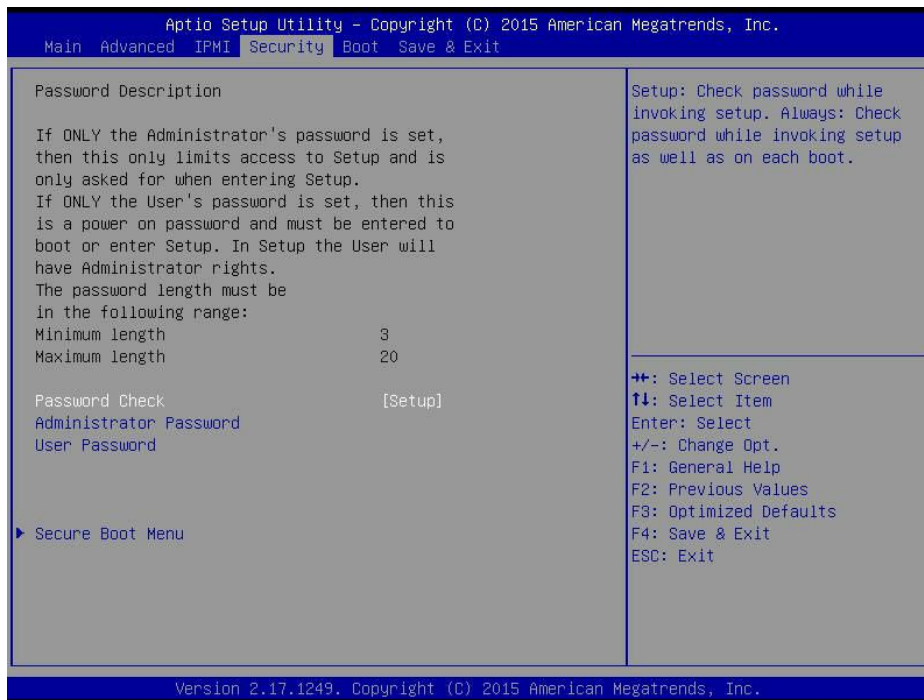 Aptio Setup Utility – Copyright (C) 2015 American Megatrends, Inc.
Main Advanced IPMI Security Boot Save & Exit
Password Description
If ONLY the Administrator's password is set,
then this only limits access to Setup and is
only asked for when entering Setup.
If ONLY the User's password is set, then this
is a power on password and must be entered to
boot or enter Setup. In Setup the User will
have Administrator rights.
The password length must be
in the following range:
Minimum length 3
Maximum length 20
Password Check [Setup]
Administrator Password
User Password
Secure Boot Menu
Setup: Check password while
invoking setup. Always: Check
password while invoking setup
as well as on each boot.
→←: Select Screen
↑↓: Select Item
Enter: Select
+/-: Change Opt.
F1: General Help
F2: Previous Values
F3: Optimized Defaults
F4: Save & Exit
ESC: Exit
Version 2.17.1249. Copyright (C) 2015 American Megatrends, Inc.